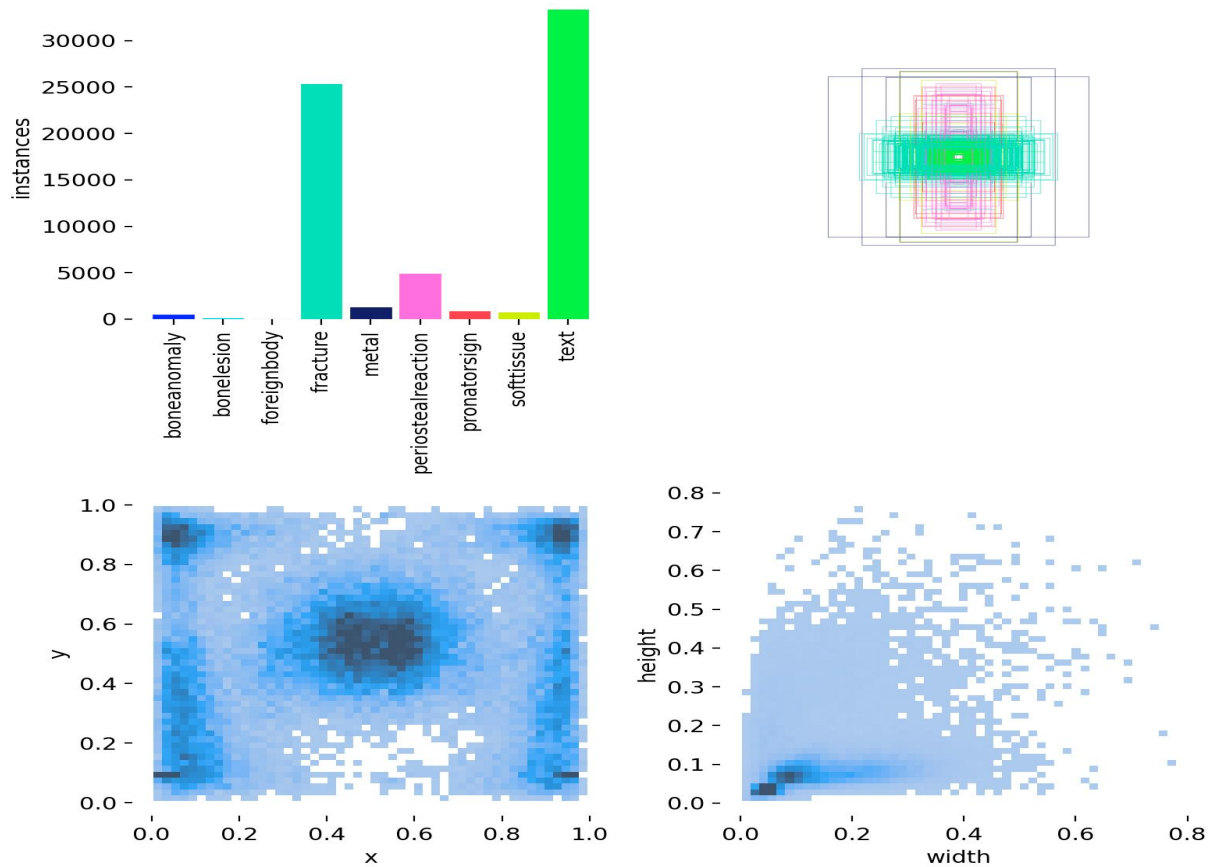 30000
25000
20000
15000
10000
5000
0
instances
boneanomaly
bonelesion
foreignbody
fracture
metal
periostealreaction
pronatorsign
softtissue
text
1.0
0.8
0.6
0.4
0.2
0.0
y
0.0 0.2 0.4 0.6 0.8 1.0
x
0.8
0.7
0.6
0.5
0.4
0.3
0.2
0.1
0.0
height
0.0 0.2 0.4 0.6 0.8
width